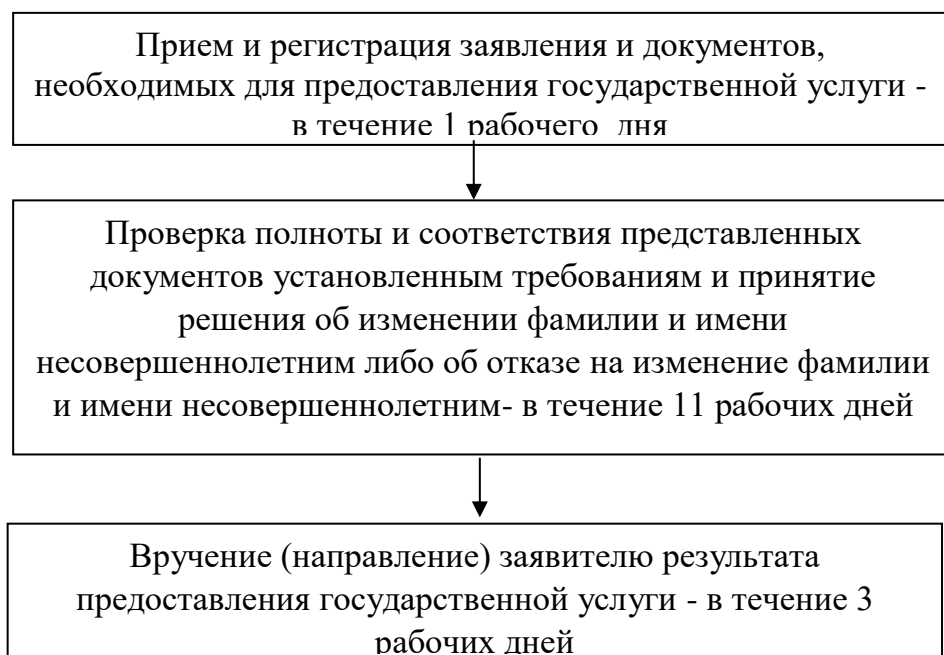 Прием и регистрация заявления и документов,
необходимых для предоставления государственной услуги -
в течение 1 рабочего дня
Проверка полноты и соответствия представленных
документов установленным требованиям и принятие
решения об изменении фамилии и имени
несовершеннолетним либо об отказе на изменение фамилии
и имени несовершеннолетним- в течение 11 рабочих дней
Вручение (направление) заявителю результата
предоставления государственной услуги - в течение 3
рабочих дней